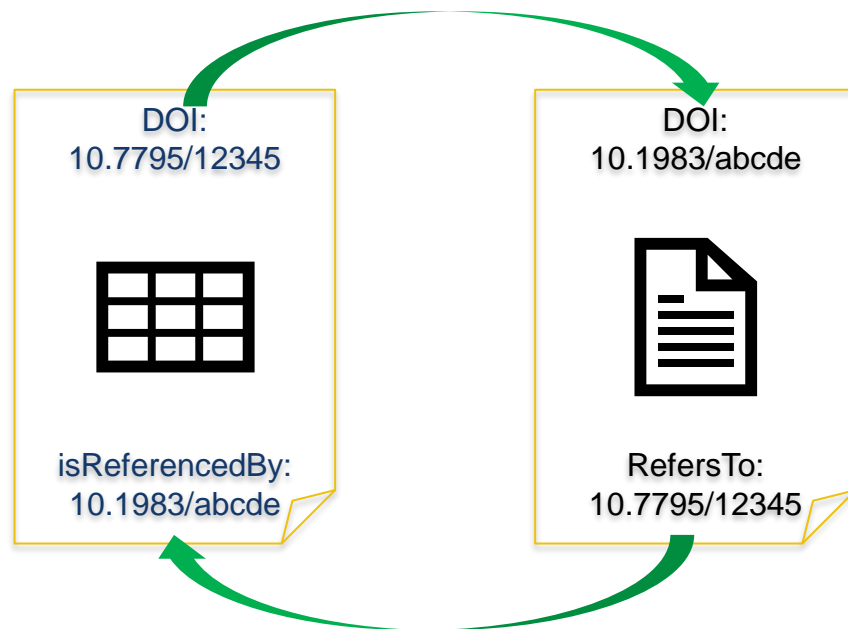 DOI:
10.7795/12345
isReferencedBy:
10.1983/abcde
DOI:
10.1983/abcde
RefersTo:
10.7795/12345